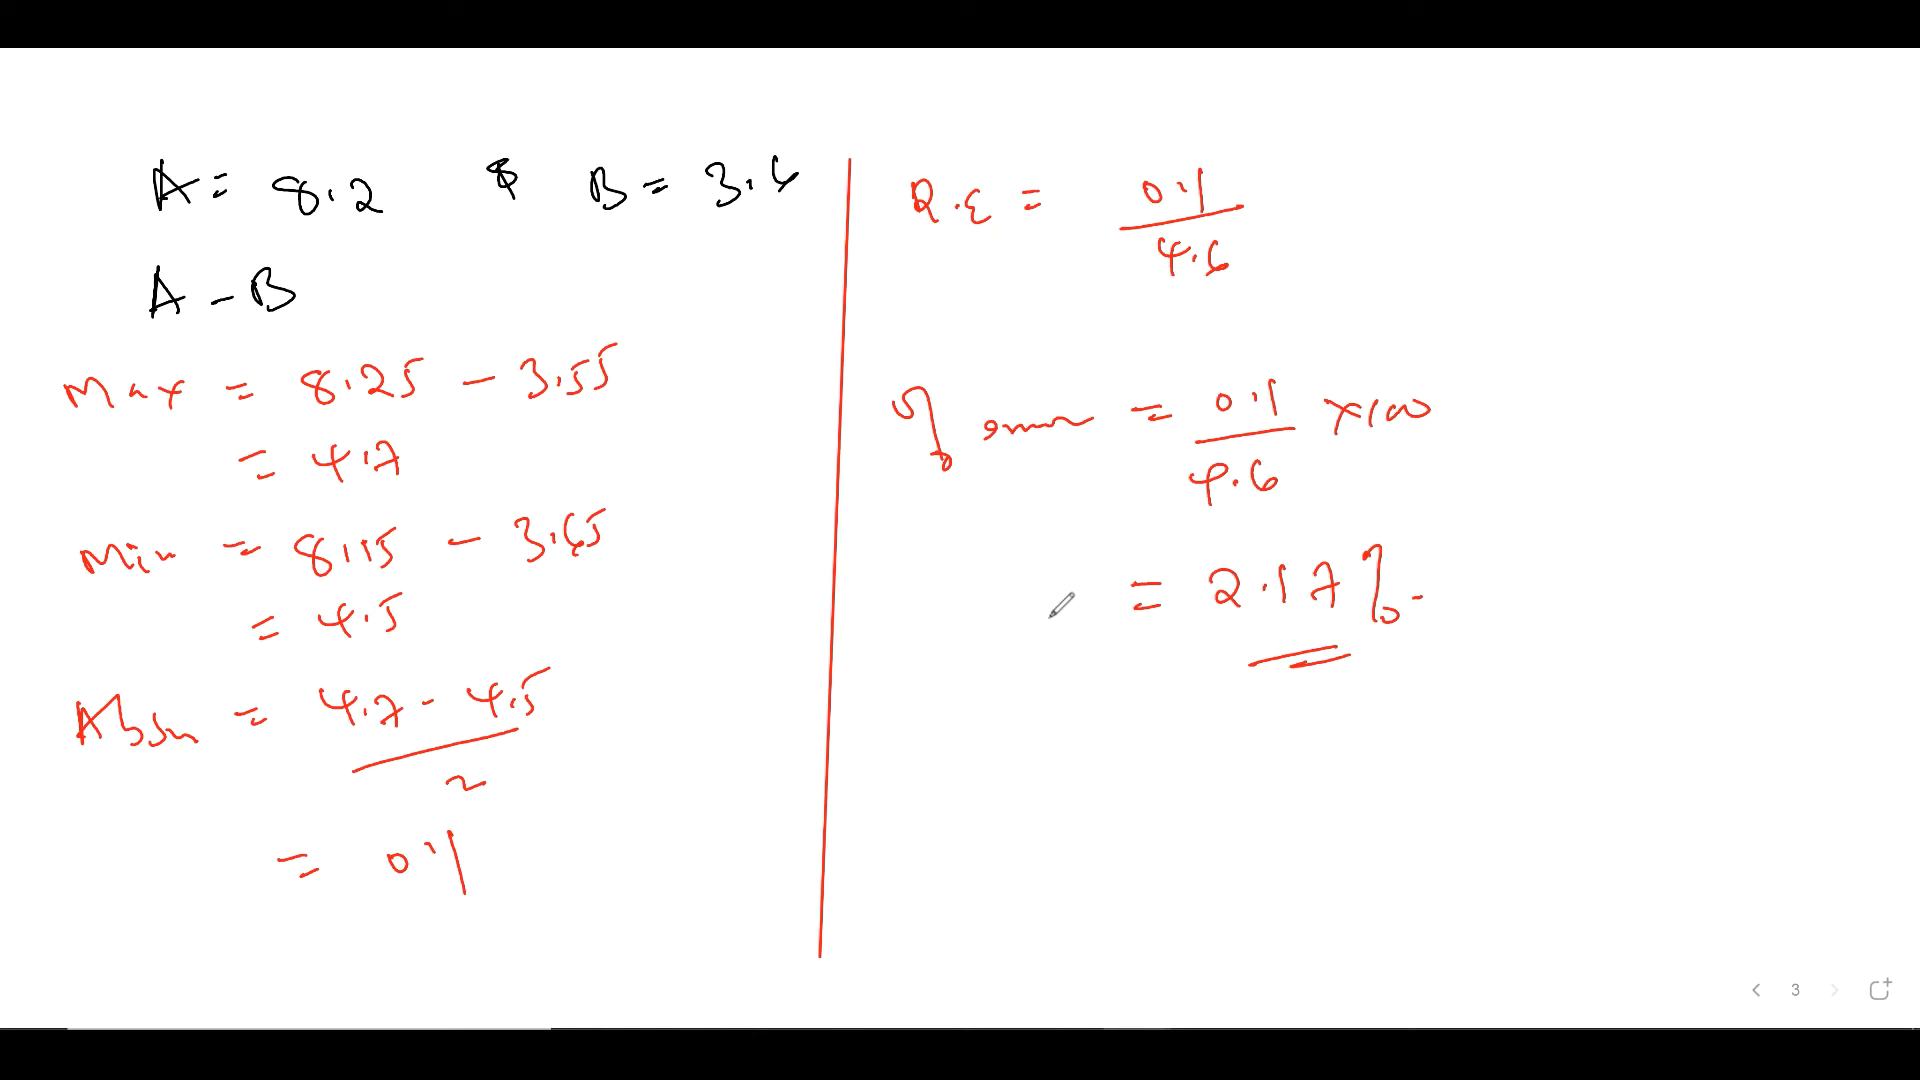 A = 8.2 & B = 3.6
A - B
Max = 8.25 - 3.55
= 4.7
Min = 8.15 - 3.65
= 4.5
= 4.7 - 4.5
2
= 0.1
R.E = 0.1
4.6
% error = 0.1 × 100
4.6
= 2.17%.
3